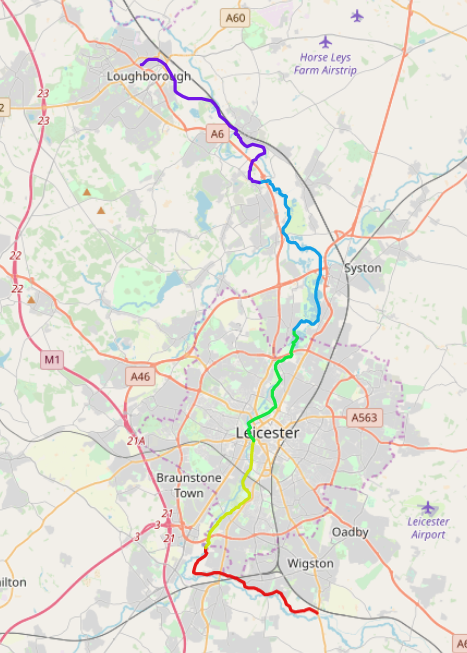 A60
Horse Leys
Farm Airstrip
Loughborough
23
23
2
A6
22
22
Syston
M1
A46
A563
Leicester
21A
Braunstone
Town
21
3
3
21
Leicester
Airport
Oadby
Wigston
ilton
A6